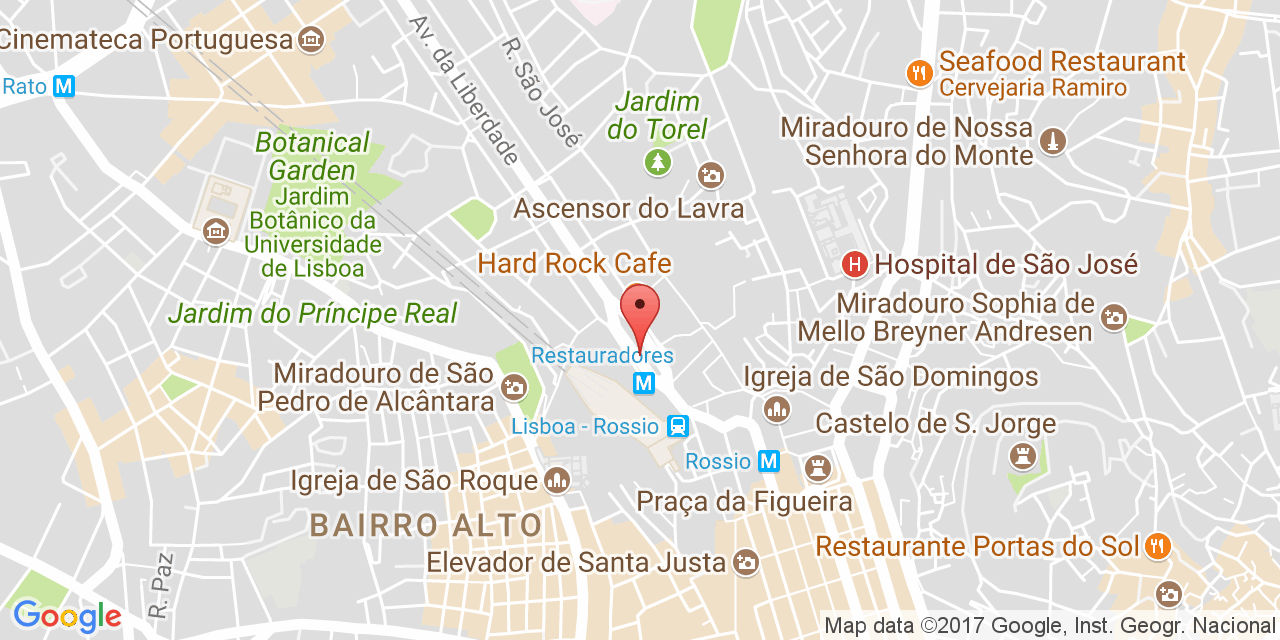 Cinemateca Portuguesa
Rato M
Av. da Liberdade
R. São José
Jardim
do Torel
Seafood Restaurant
Cervejaria Ramiro
Miradouro de Nossa
Senhora do Monte
Botanical
Garden
Jardim
Botânico da
Universidade
de Lisboa
Ascensor do Lavra
Hard Rock Cafe
H Hospital de São José
Jardim do Príncipe Real
Miradouro Sophia de
Mello Breyner Andresen
Restauradores
M
Miradouro de São
Pedro de Alcântara
Igreja de São Domingos
Lisboa - Rossio
Castelo de S. Jorge
Rossio M
Igreja de São Roque
Praça da Figueira
BAIRRO ALTO
Elevador de Santa Justa
Restaurante Portas do Sol
R. Paz
Google
Map data ©2017 Google, Inst. Geogr. Nacional